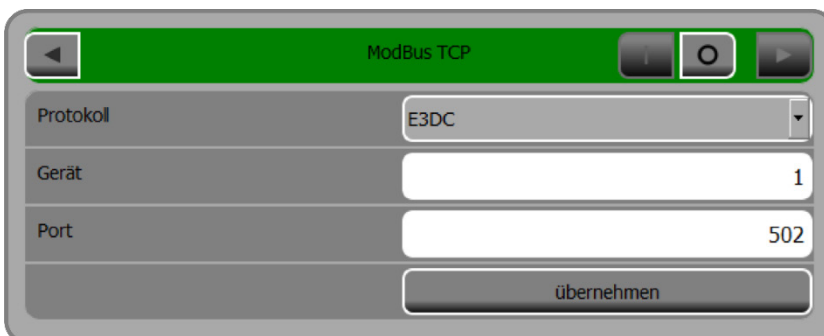 ModBus TCP
I O
Protokoll E3DC
Gerät 1
Port 502
übernehmen